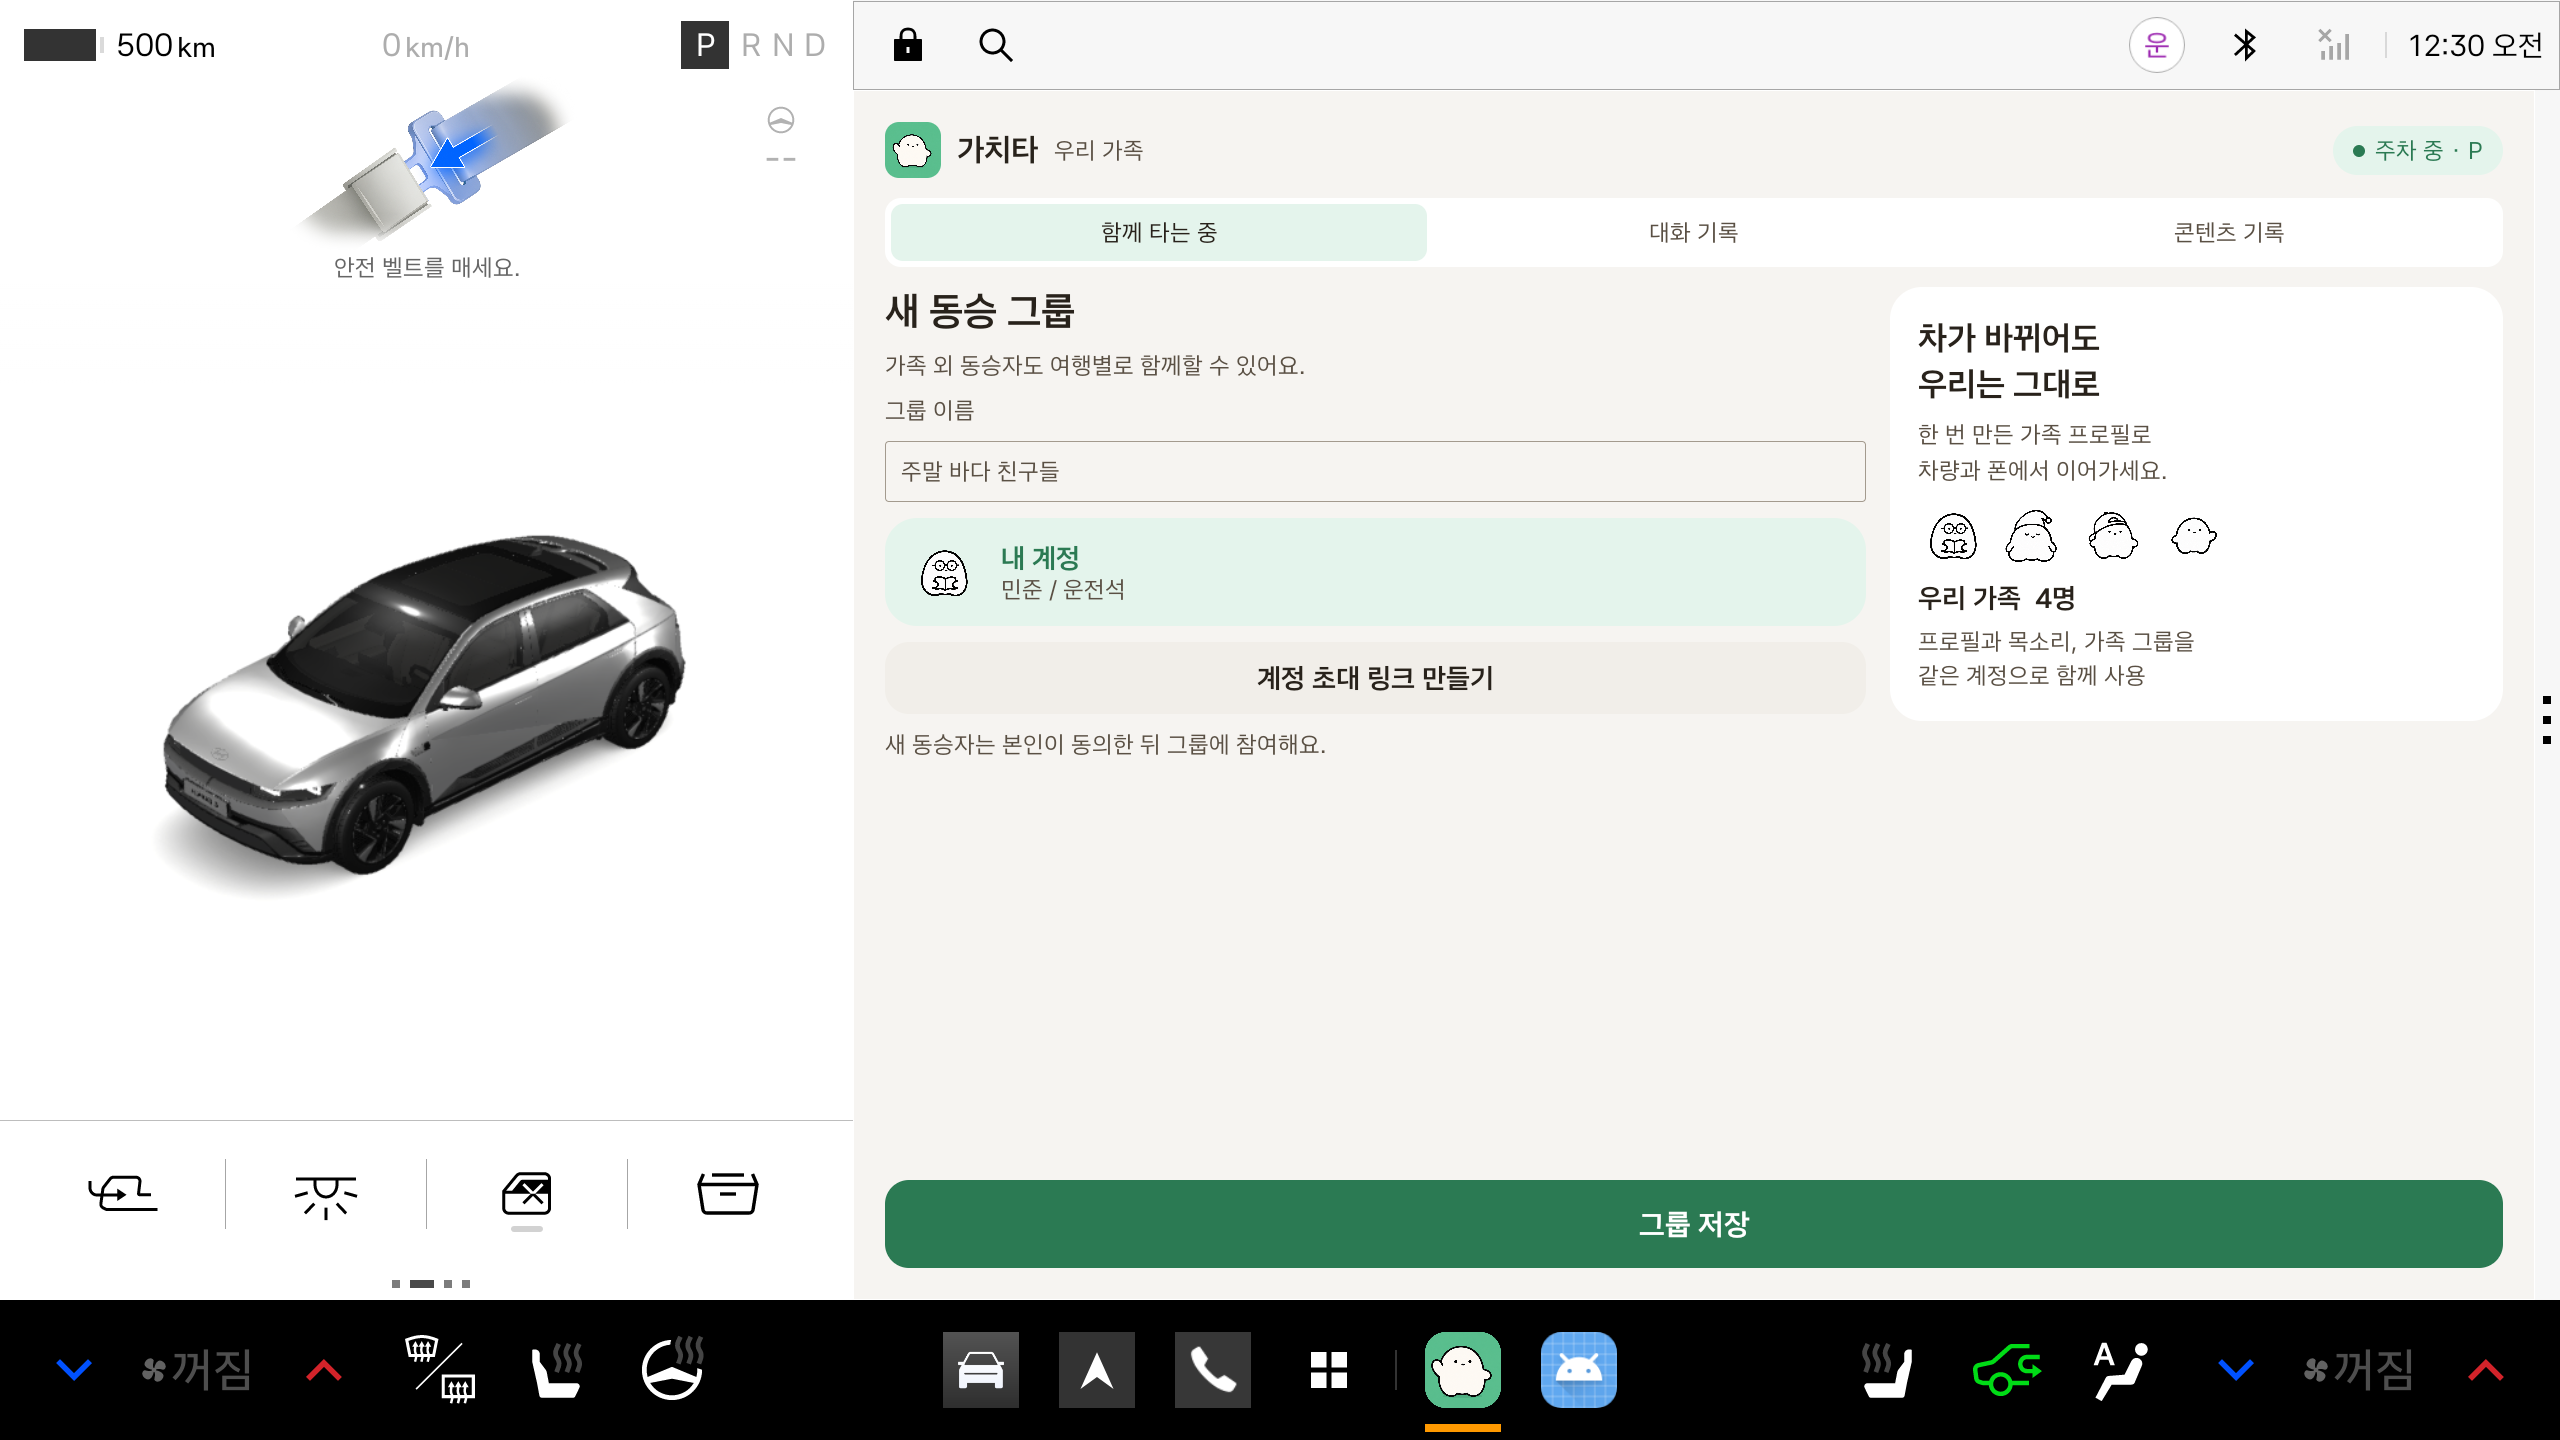 500 km
0 km/h
P R N D
운
12:30 오전
안전 벨트를 매세요.
가치타 우리 가족
주차 중 · P
함께 타는 중
대화 기록
콘텐츠 기록
새 동승 그룹
가족 외 동승자도 여행별로 함께할 수 있어요.
그룹 이름
주말 바다 친구들
내 계정
민준 / 운전석
계정 초대 링크 만들기
새 동승자는 본인이 동의한 뒤 그룹에 참여해요.
차가 바뀌어도
우리는 그대로
한 번 만든 가족 프로필로
차량과 폰에서 이어가세요.
우리 가족 4명
프로필과 목소리, 가족 그룹을
같은 계정으로 함께 사용
그룹 저장
꺼짐
A
꺼짐